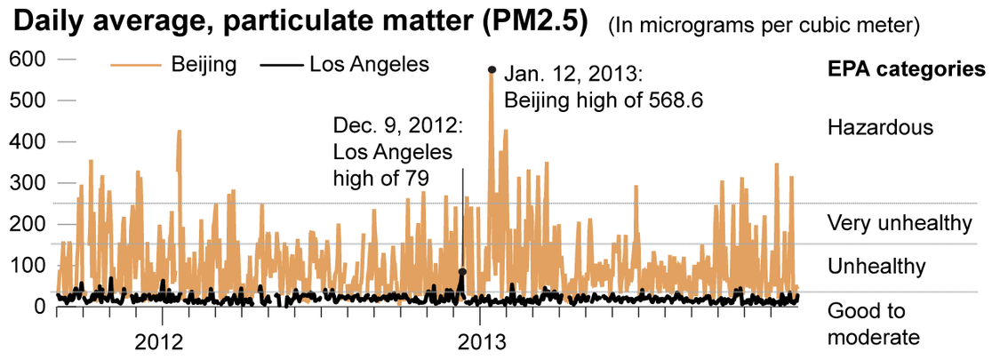 Daily average, particulate matter (PM2.5) (In micrograms per cubic meter)
600
Beijing
Los Angeles
EPA categories
Jan. 12, 2013:
Beijing high of 568.6
500
Dec. 9, 2012:
Los Angeles
high of 79
Hazardous
400
300
200
Very unhealthy
100
Unhealthy
0
Good to
moderate
2012
2013